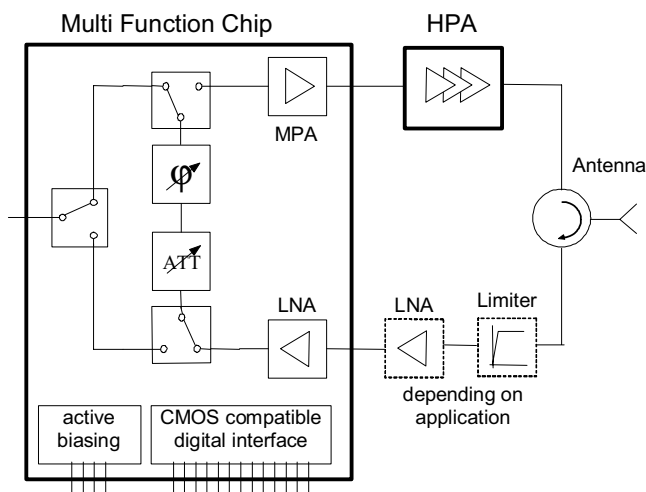 Multi Function Chip
HPA
MPA
Antenna
φ
ATT
LNA
LNA
Limiter
depending on
application
active
biasing
CMOS compatible
digital interface